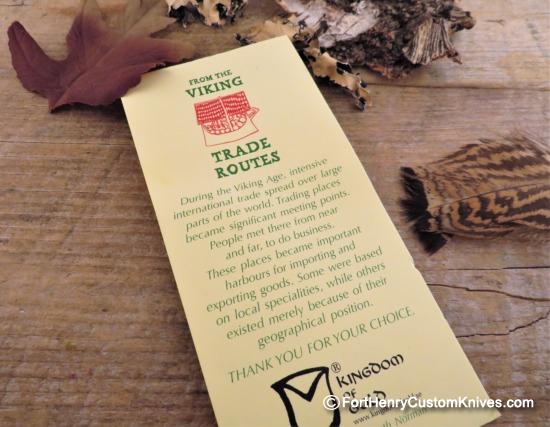 FROM THE
VIKING
TRADE
ROUTES
During the Viking Age, intensive
international trade spread over large
parts of the world. Trading places
became significant meeting points.
People met there from near
and far, to do business.
These places became important
harbours for importing and
exporting goods. Some were based
on local specialities, while others
existed merely because of their
geographical position.
THANK YOU FOR YOUR CHOICE.
®
KINGDOM
OF
© FortHenryCustomKnives.com